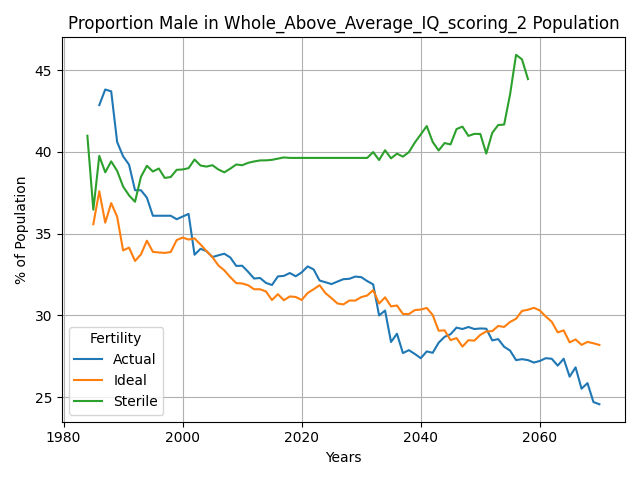 Proportion Male in Whole_Above_Average_IQ_scoring_2 Population
% of Population
45
40
35
30
25
Fertility
Actual
Ideal
Sterile
1980
2000
2020
2040
2060
Years